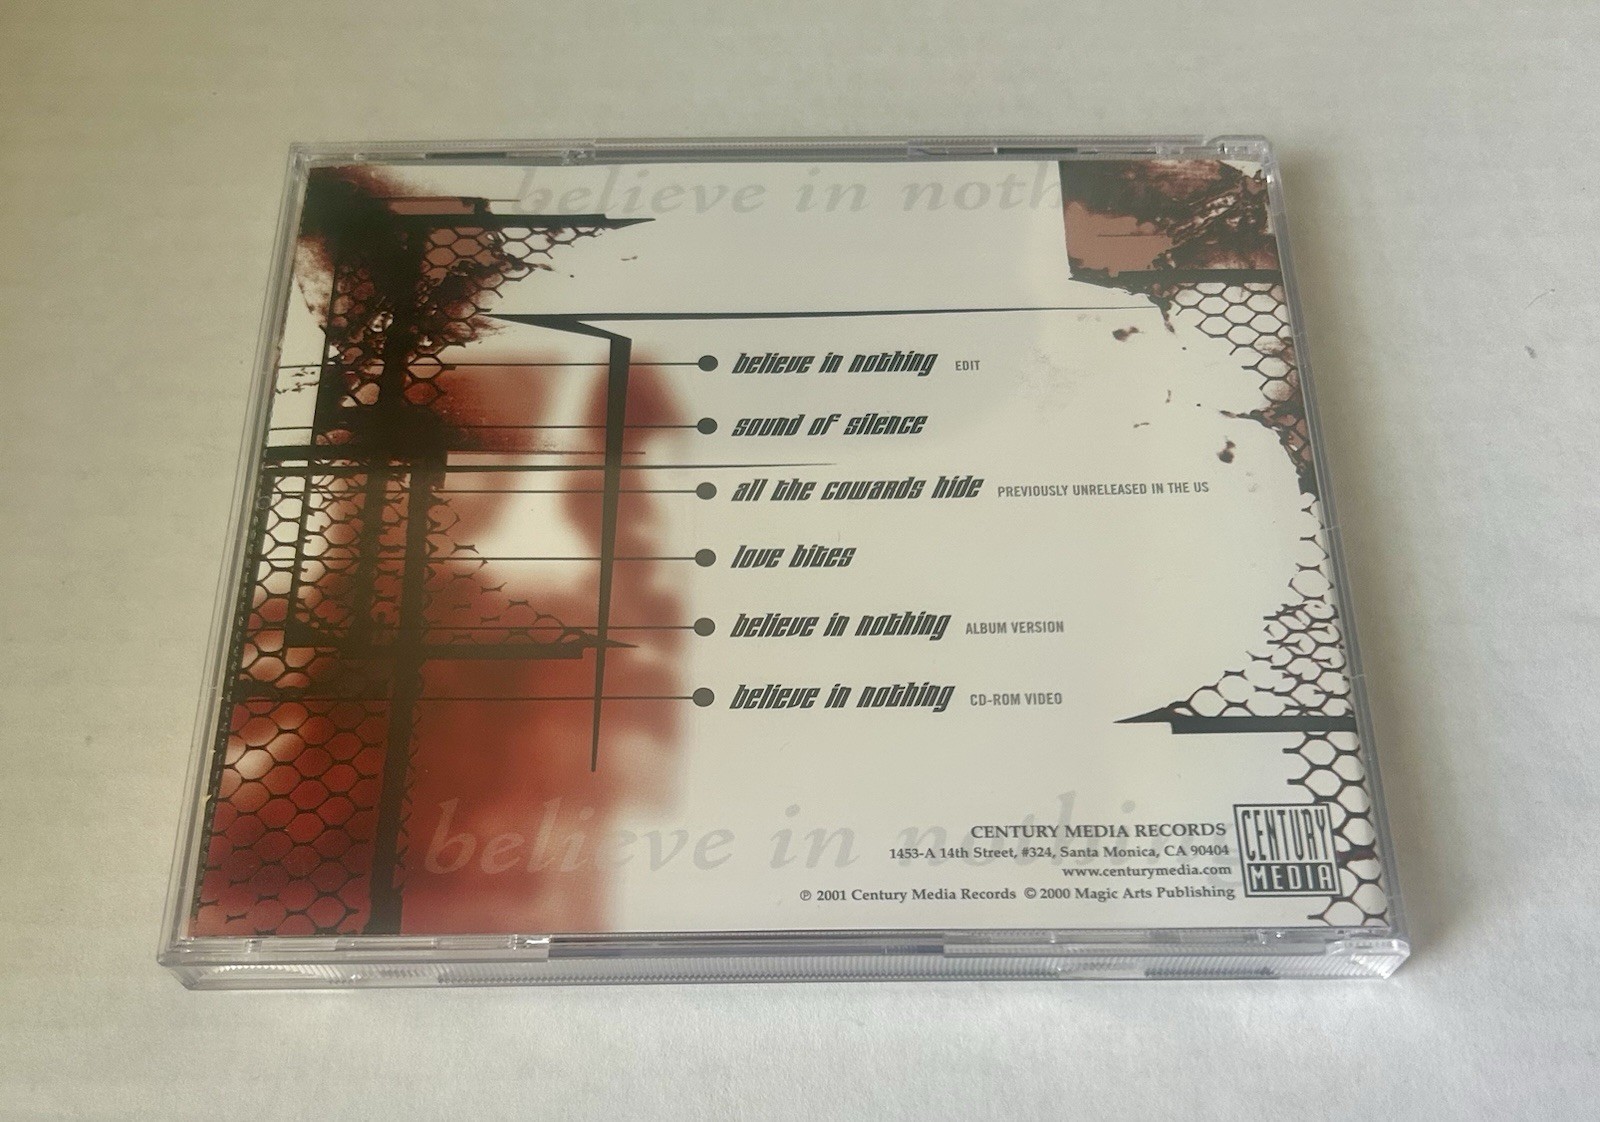 believe in noth
believe in nothing EDIT
sound of silence
all the cowards hide PREVIOUSLY UNRELEASED IN THE US
love bites
believe in nothing ALBUM VERSION
believe in nothing CD-ROM VIDEO
believe in nothing
CENTURY MEDIA RECORDS
1453-A 14th Street, #324, Santa Monica, CA 90404
www.centurymedia.com
℗ 2001 Century Media Records © 2000 Magic Arts Publishing
CENTURY
MEDIA